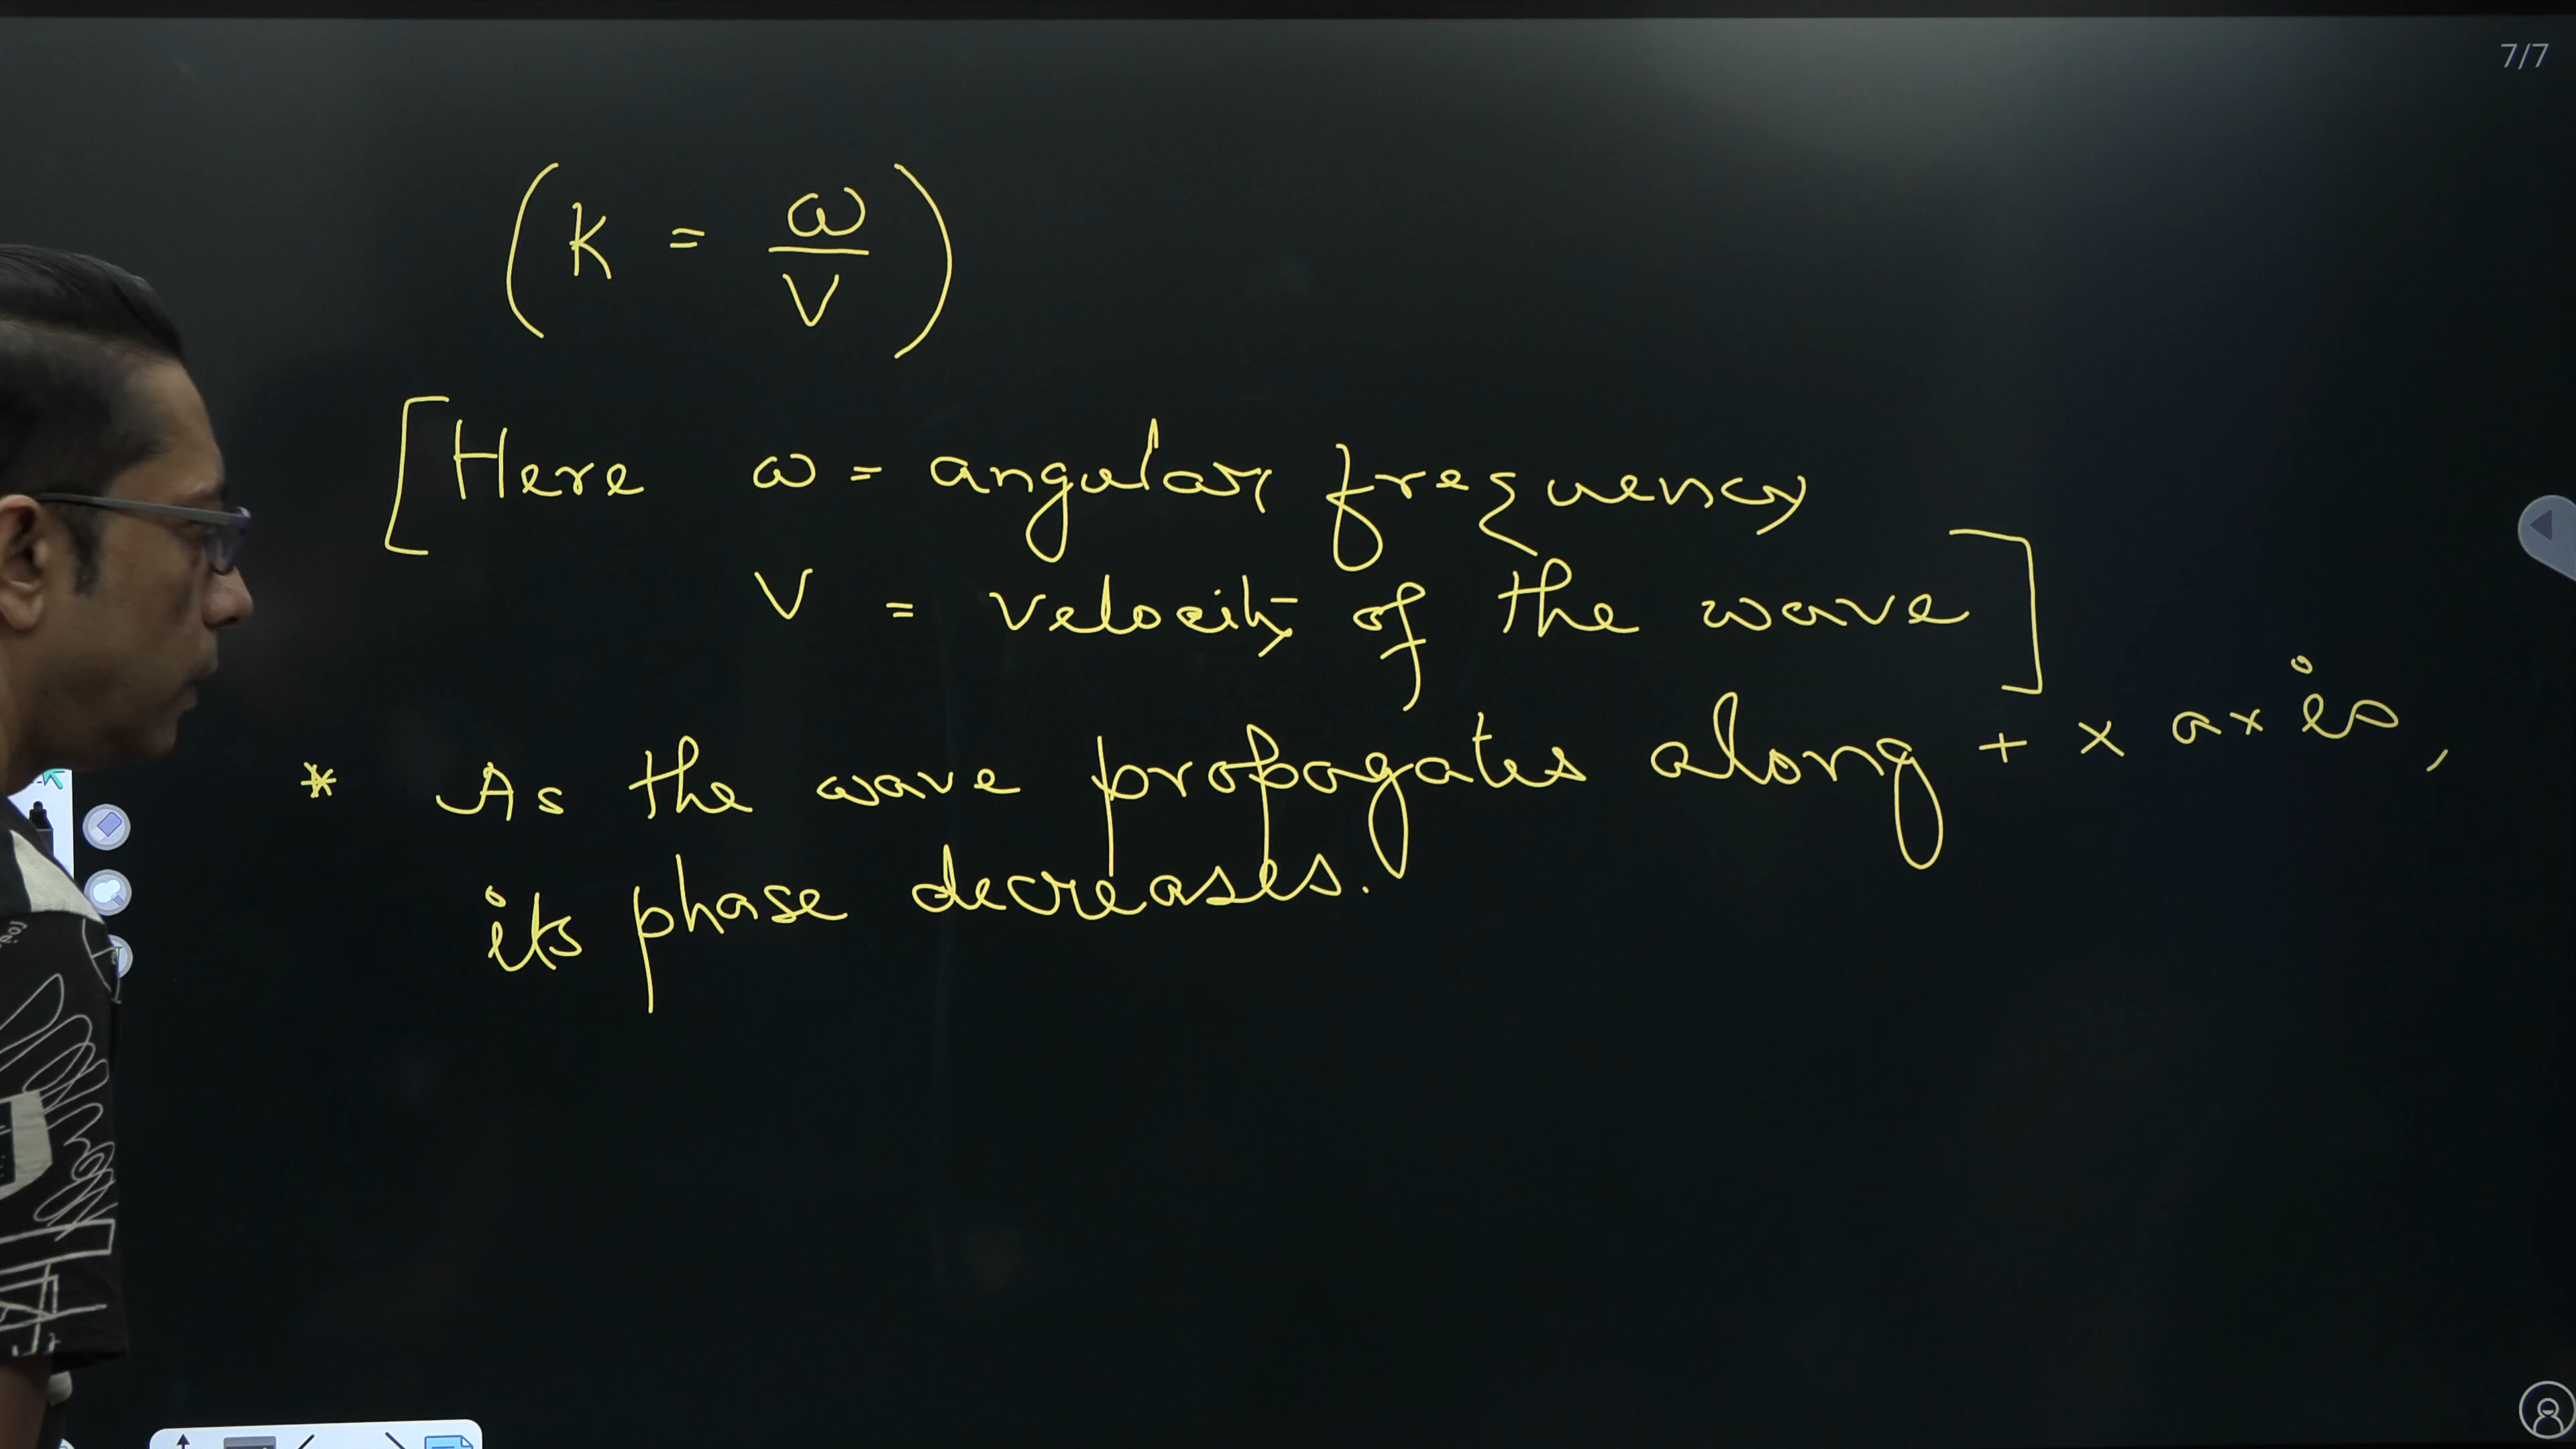 7/7
(K = ω/V)
[Here ω = angular frequency
V = velocity of the wave]
* As the wave propagates along + x axis,
its phase decreases.